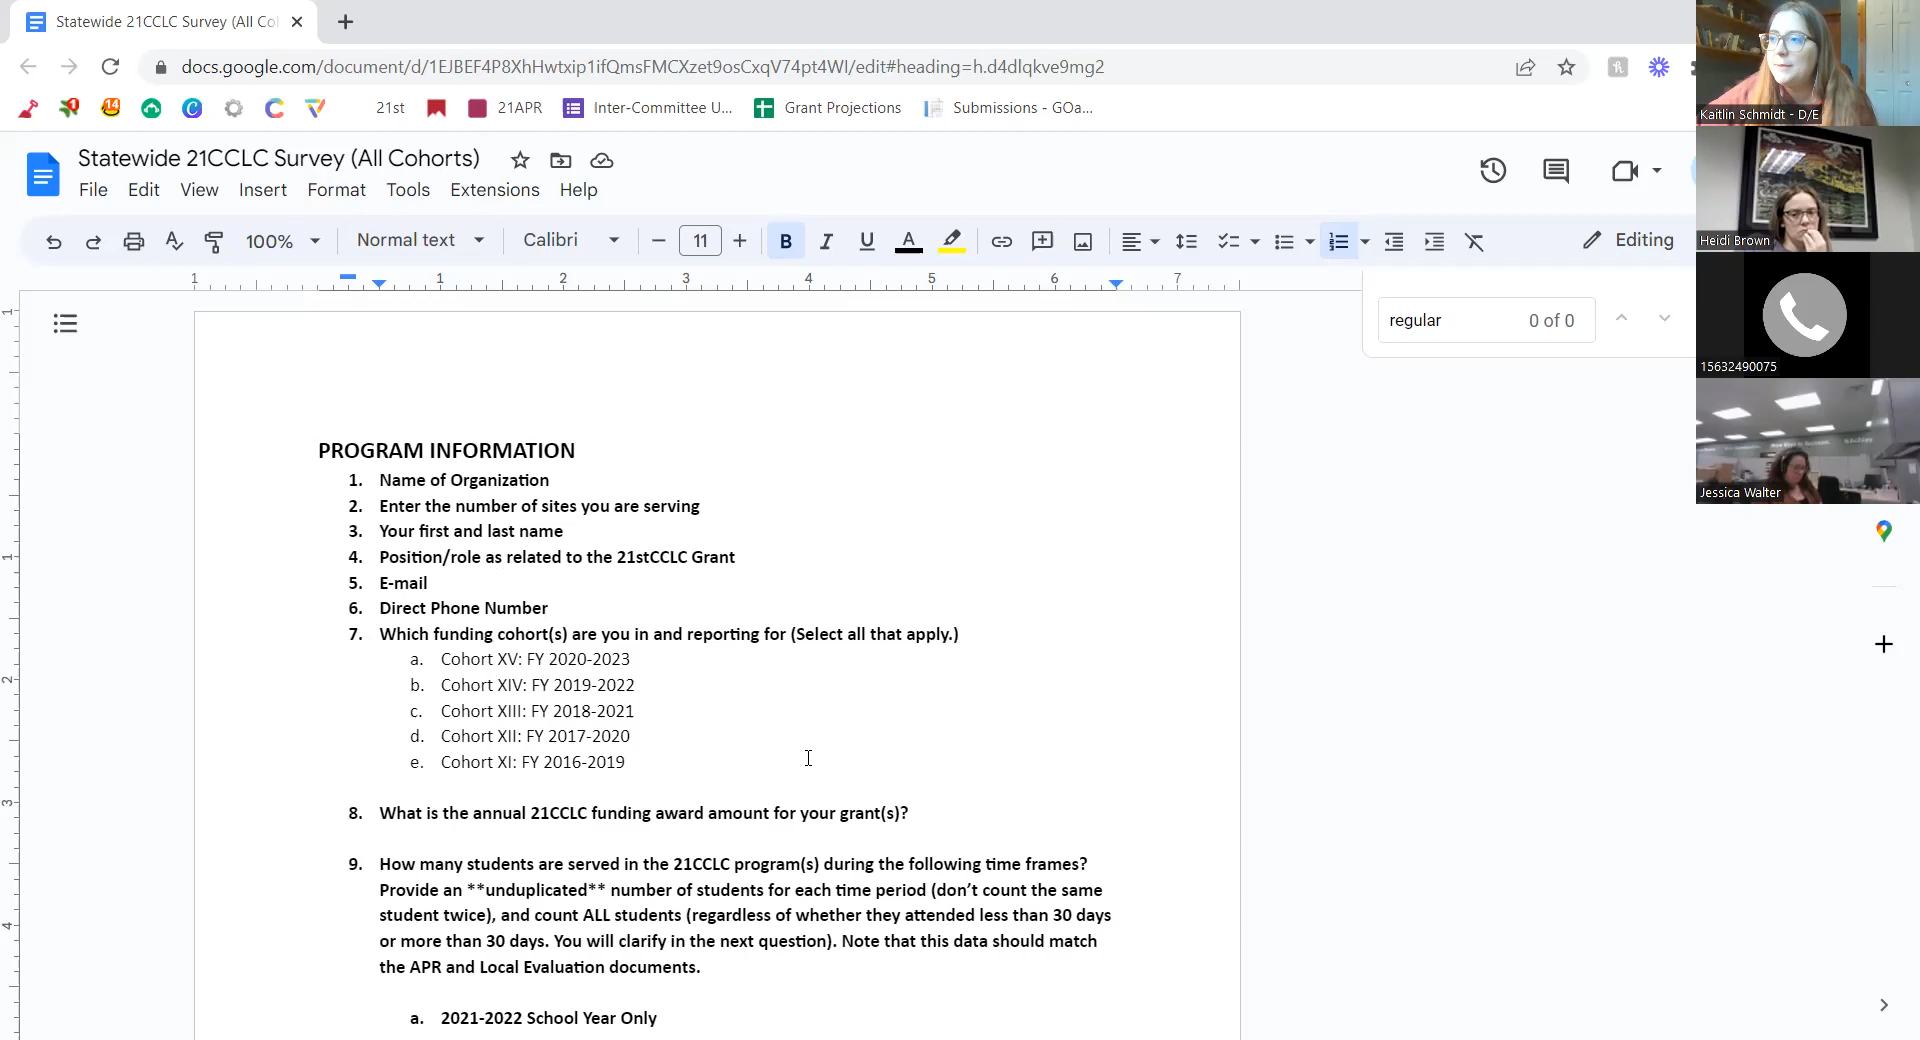 Statewide 21CCLC Survey (All Co
docs.google.com/document/d/1EJBEF4P8XhHwtxip1ifQmsFMCXzet9osCxqV74pt4WI/edit#heading=h.d4dlqkve9mg2
1
14
21st
21APR
Inter-Committee U...
Grant Projections
Submissions - GOa...
Kaitlin Schmidt - D/E
Statewide 21CCLC Survey (All Cohorts)
File Edit View Insert Format Tools Extensions Help
100% Normal text Calibri 11 B I U A Editing
Heidi Brown
1 1 2 3 4 5 6 7
regular 0 of 0
15632490075
Jessica Walter
PROGRAM INFORMATION
1. Name of Organization
2. Enter the number of sites you are serving
3. Your first and last name
4. Position/role as related to the 21stCCLC Grant
5. E-mail
6. Direct Phone Number
7. Which funding cohort(s) are you in and reporting for (Select all that apply.)
a. Cohort XV: FY 2020-2023
b. Cohort XIV: FY 2019-2022
c. Cohort XIII: FY 2018-2021
d. Cohort XII: FY 2017-2020
e. Cohort XI: FY 2016-2019
8. What is the annual 21CCLC funding award amount for your grant(s)?
9. How many students are served in the 21CCLC program(s) during the following time frames?
Provide an **unduplicated** number of students for each time period (don’t count the same
student twice), and count ALL students (regardless of whether they attended less than 30 days
or more than 30 days. You will clarify in the next question). Note that this data should match
the APR and Local Evaluation documents.
a. 2021-2022 School Year Only